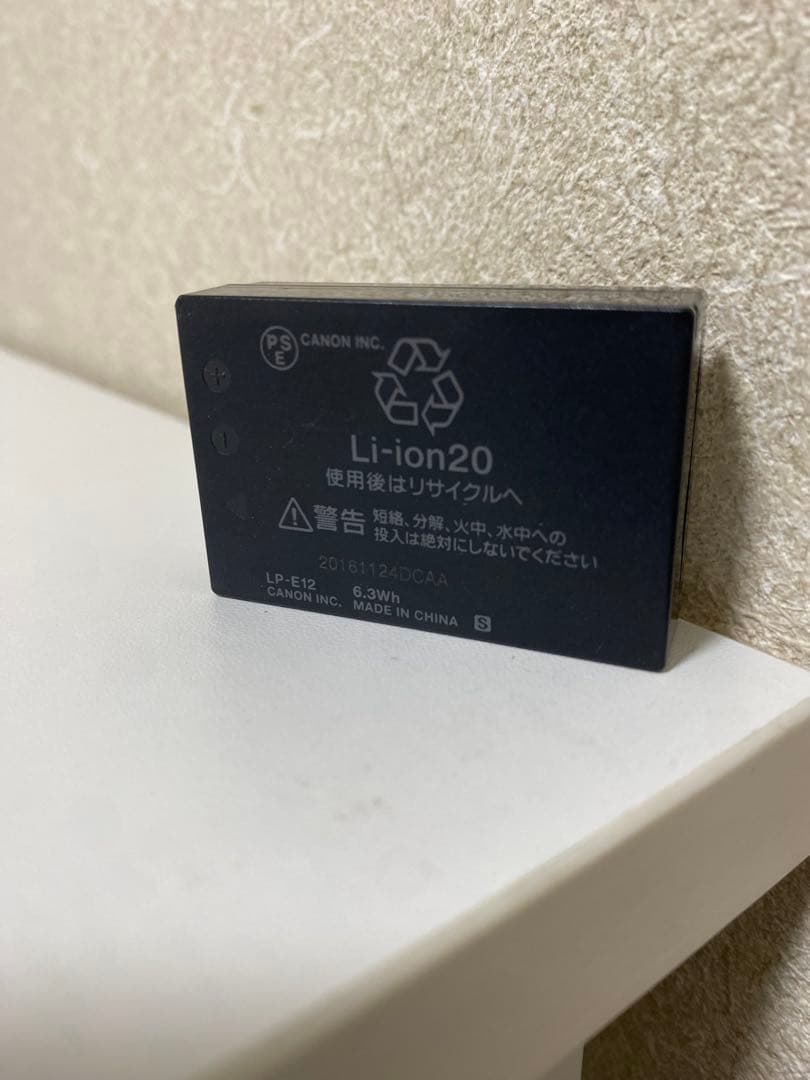 PSE CANON INC.
+
Li-ion20
使用後はリサイクルへ
警告 短絡、分解、火中、水中への
投入は絶対にしないでください
20161124DCAA
LP-E12 6.3Wh
CANON INC. MADE IN CHINA S